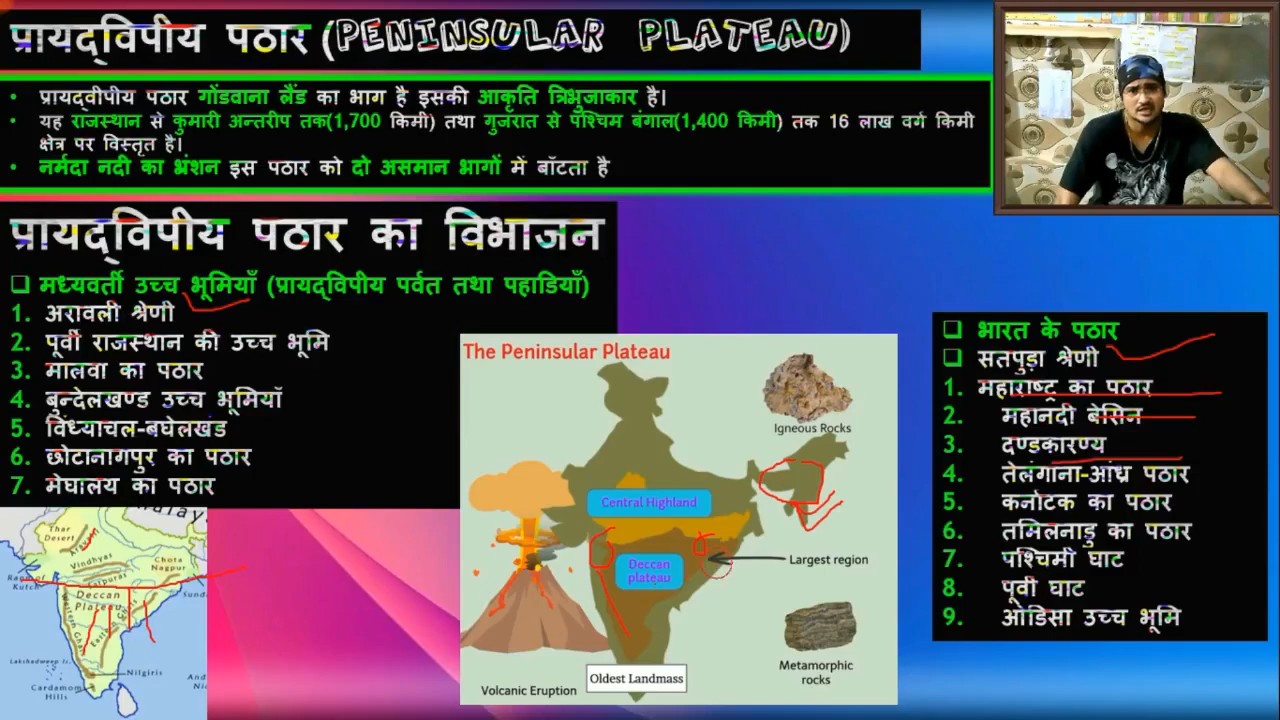 प्रायद्विपीय पठार (PENINSULAR PLATEAU)
• प्रायद्वीपीय पठार गोंडवाना लैंड का भाग है इसकी आकृति त्रिभुजाकार है।
• यह राजस्थान से कुमारी अन्तरीप तक(1,700 किमी) तथा गुजरात से पश्चिम बंगाल(1,400 किमी) तक 16 लाख वर्ग किमी
क्षेत्र पर विस्तृत है।
• नर्मदा नदी का भ्रंशन इस पठार को दो असमान भागों में बाँटता है
प्रायद्विपीय पठार का विभाजन
❑ मध्यवर्ती उच्च भूमियाँ (प्रायद्विपीय पर्वत तथा पहाडियाँ)
1. अरावली श्रेणी
2. पूर्वी राजस्थान की उच्च भूमि
3. मालवा का पठार
4. बुन्देलखण्ड उच्च भूमियाँ
5. विंध्याचल-बघेलखंड
6. छोटानागपुर का पठार
7. मेघालय का पठार
The Peninsular Plateau
Igneous Rocks
Central Highland
Deccan
plateau
Largest region
Metamorphic
rocks
Oldest Landmass
Volcanic Eruption
❑ भारत के पठार
❑ सतपुड़ा श्रेणी
1. महाराष्ट्र का पठार
2. महानदी बेसिन
3. दण्डकारण्य
4. तेलंगाना-आंध्र पठार
5. कनोटक का पठार
6. तमिलनाडु का पठार
7. पश्चिमी घाट
8. पूर्वी घाट
9. ओडिसा उच्च भूमि
Thar
Desert
Vindhyas
Satpuras
Chota
Nagpur
Kutch
Deccan
Plateau
Lakshadweep Is.
Nilgiris
Cardamom
Hills